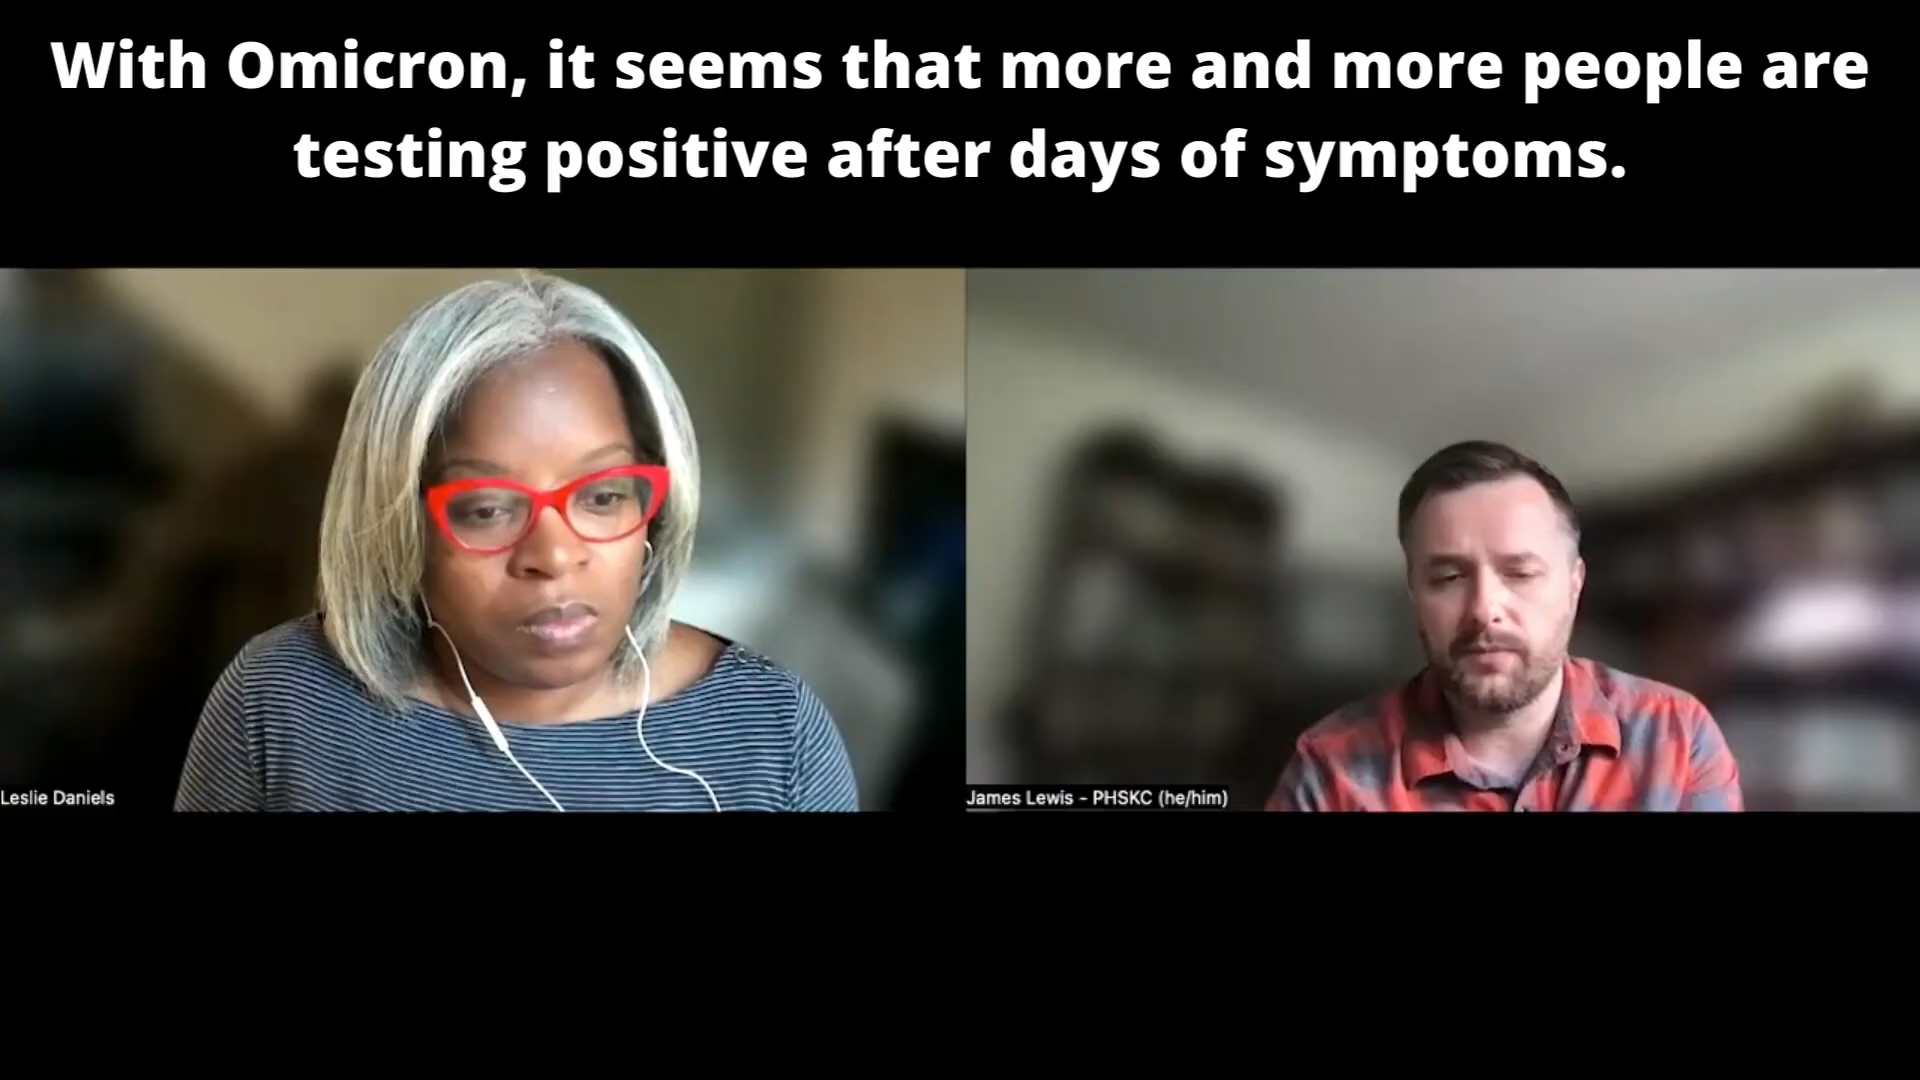 With Omicron, it seems that more and more people are
testing positive after days of symptoms.
Leslie Daniels
James Lewis - PHSKC (he/him)